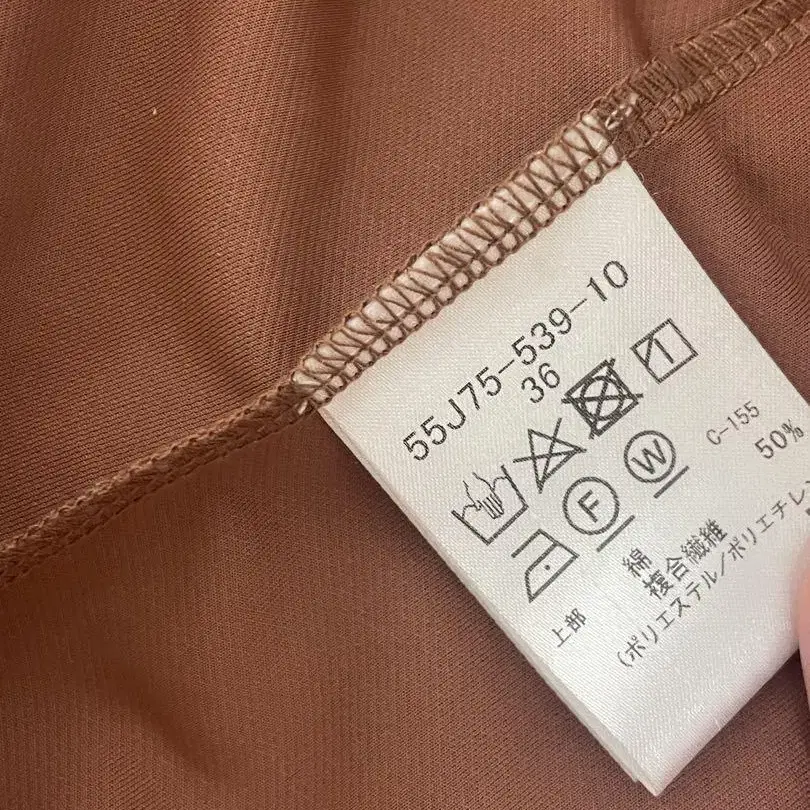 55J75-539-10
36
F
W
C-155
上部
綿
50%
複合繊維
(ポリエステル/ポリエチレ